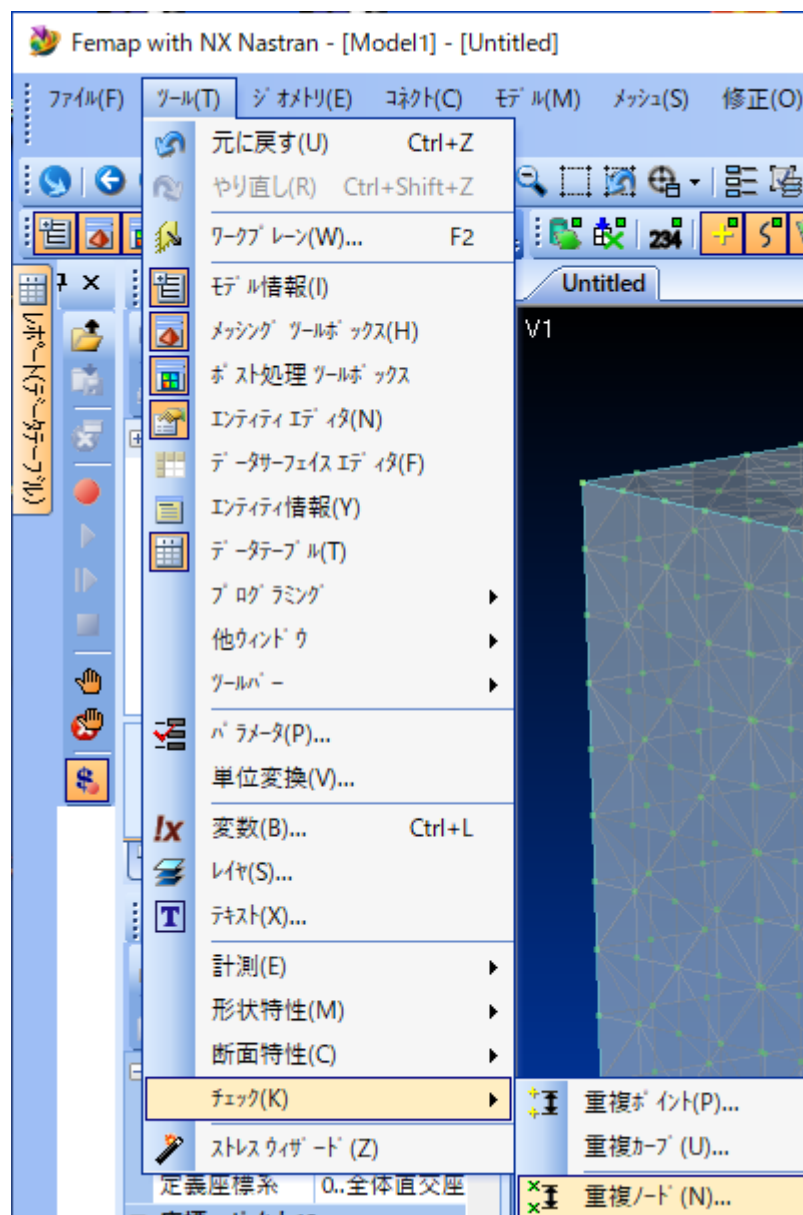 Femap with NX Nastran - [Model1] - [Untitled]
ﾌｧｲﾙ(F) ﾂｰﾙ(T) ｼﾞｵﾒﾄﾘ(E) ｺﾈｸﾄ(C) ﾓﾃﾞﾙ(M) ﾒｯｼｭ(S) 修正(O)
元に戻す(U) Ctrl+Z
やり直し(R) Ctrl+Shift+Z
ﾜｰｸﾌﾟﾚｰﾝ(W)... F2
234
ﾓﾃﾞﾙ情報(I)
Untitled
V1
ﾚﾎﾟｰﾄ(ﾃﾞｰﾀﾃｰﾌﾞﾙ)
ﾒｯｼﾝｸﾞ ﾂｰﾙﾎﾞｯｸｽ(H)
ﾎﾟｽﾄ処理 ﾂｰﾙﾎﾞｯｸｽ
ｴﾝﾃｨﾃｨ ｴﾃﾞｨﾀ(N)
ﾃﾞｰﾀｻｰﾌｪｲｽ ｴﾃﾞｨﾀ(F)
ｴﾝﾃｨﾃｨ情報(Y)
ﾃﾞｰﾀﾃｰﾌﾞﾙ(T)
ﾌﾟﾛｸﾞﾗﾐﾝｸﾞ
他ｳｨﾝﾄﾞｳ
ﾂｰﾙﾊﾞｰ
ﾊﾟﾗﾒｰﾀ(P)...
単位変換(V)...
変数(B)... Ctrl+L
ﾚｲﾔ(S)...
ﾃｷｽﾄ(X)...
計測(E)
形状特性(M)
断面特性(C)
ﾁｪｯｸ(K)
重複ﾎﾟｲﾝﾄ(P)...
ｽﾄﾚｽ ｳｨｻﾞｰﾄﾞ(Z)
重複ｶｰﾌﾞ(U)...
定義座標系 0..全体直交座
重複ﾉｰﾄﾞ(N)...